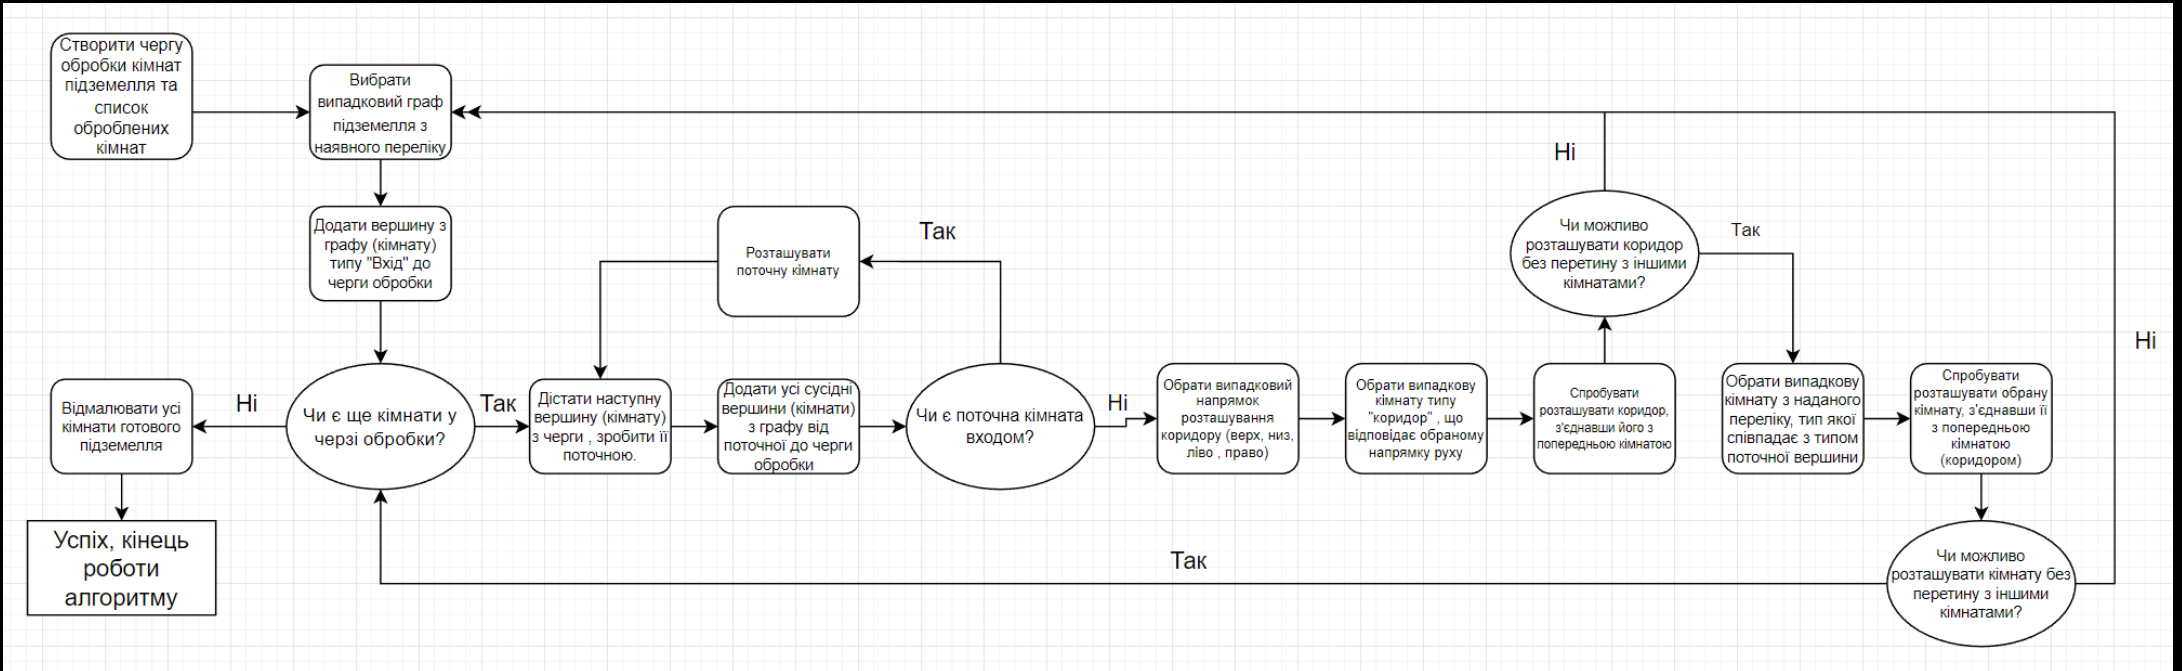 Створити чергу
обробки кімнат
підземелля та
список
оброблених
кімнат
Вибрати
випадковий граф
підземелля з
наявного переліку
Додати вершину з
графу (кімнату)
типу "Вхід" до
черги обробки
Чи є ще кімнати у
черзі обробки?
Ні
Відмалювати усі
кімнати готового
підземелля
Успіх, кінець
роботи
алгоритму
Так
Дістати наступну
вершину (кімнату)
з черги , зробити її
поточною.
Додати усі сусідні
вершини (кімнати)
з графу від
поточної до черги
обробки
Чи є поточна кімната
входом?
Так
Розташувати
поточну кімнату
Ні
Обрати випадковий
напрямок
розташування
коридору (верх, низ,
ліво , право)
Обрати випадкову
кімнату типу
"коридор" , що
відповідає обраному
напрямку руху
Спробувати
розташувати коридор,
з'єднавши його з
попередньою кімнатою
Чи можливо
розташувати коридор
без перетину з іншими
кімнатами?
Ні
Так
Обрати випадкову
кімнату з наданого
переліку, тип якої
співпадає з типом
поточної вершини
Спробувати
розташувати обрану
кімнату, з'єднавши її
з попередньою
кімнатою
(коридором)
Чи можливо
розташувати кімнату без
перетину з іншими
кімнатами?
Так
Ні